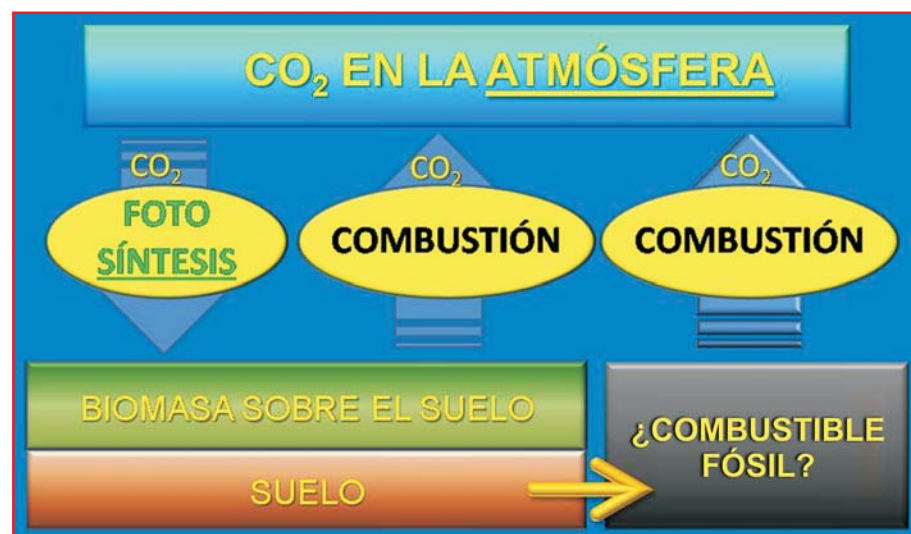 CO₂ EN LA ATMÓSFERA
CO₂
FOTO
SÍNTESIS
CO₂
COMBUSTIÓN
CO₂
COMBUSTIÓN
BIOMASA SOBRE EL SUELO
SUELO
¿COMBUSTIBLE
FÓSIL?